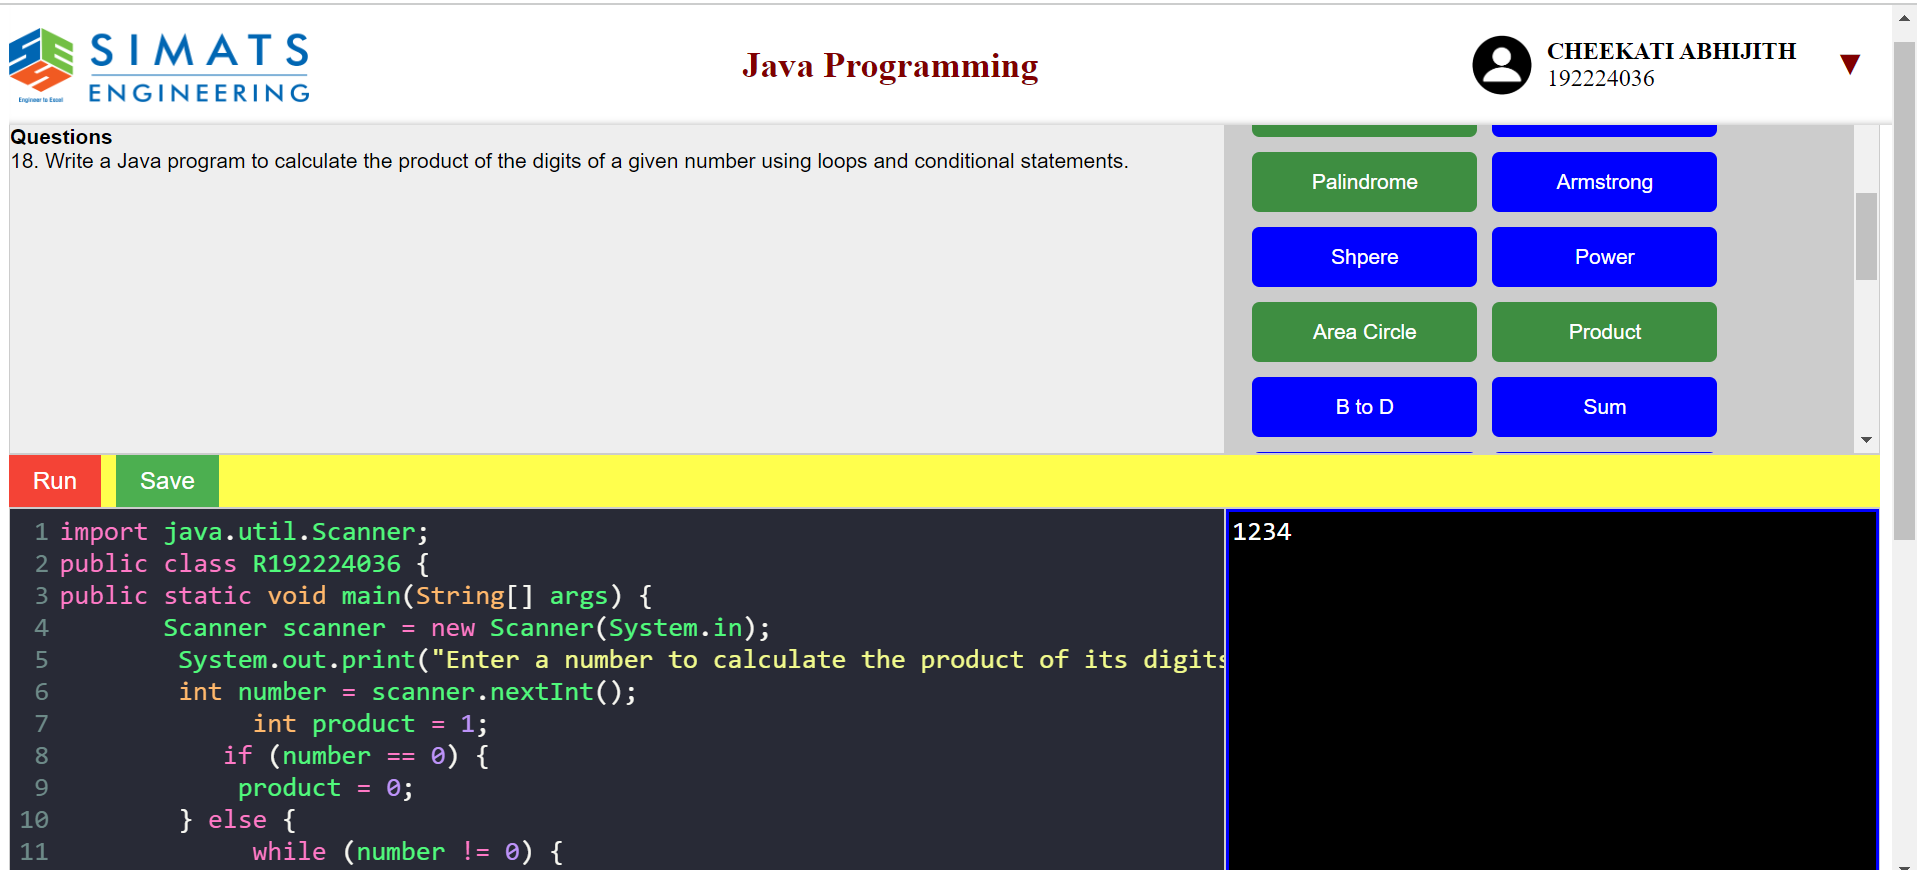 SIMATS
ENGINEERING
Engineer to Excel
Java Programming
CHEEKATI ABHIJITH
192224036
▼
Questions
18. Write a Java program to calculate the product of the digits of a given number using loops and conditional statements.
Palindrome
Armstrong
Shpere
Power
Area Circle
Product
B to D
Sum
Run
Save
1 import java.util.Scanner;
2 public class R192224036 {
3 public static void main(String[] args) {
4 Scanner scanner = new Scanner(System.in);
5 System.out.print("Enter a number to calculate the product of its digits
6 int number = scanner.nextInt();
7 int product = 1;
8 if (number == 0) {
9 product = 0;
10 } else {
11 while (number != 0) {
1234